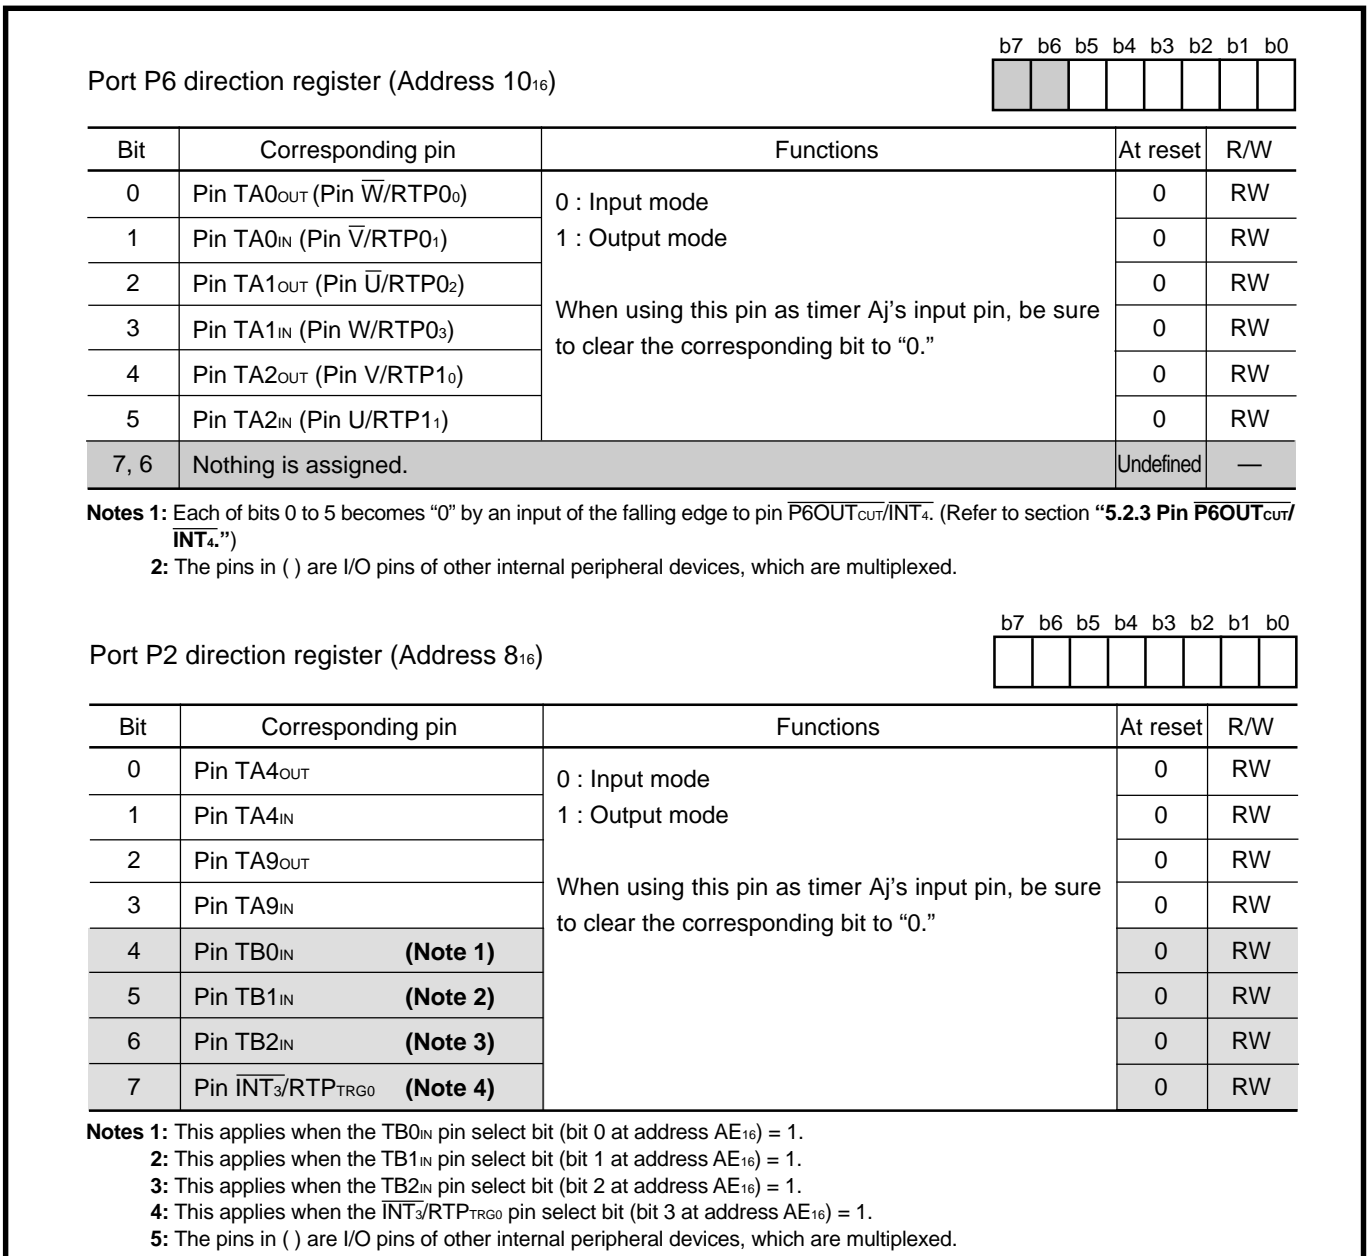 b7 b6 b5 b4 b3 b2 b1 b0
Port P6 direction register (Address 10₁₆)
Bit Corresponding pin Functions At reset R/W
0 Pin TA0OUT (Pin W̅/RTP0₀) 0 : Input mode 0 RW
1 Pin TA0IN (Pin V̅/RTP0₁) 1 : Output mode 0 RW
2 Pin TA1OUT (Pin U̅/RTP0₂) 0 RW
When using this pin as timer Aj’s input pin, be sure
3 Pin TA1IN (Pin W/RTP0₃) 0 RW
to clear the corresponding bit to “0.”
4 Pin TA2OUT (Pin V/RTP1₀) 0 RW
5 Pin TA2IN (Pin U/RTP1₁) 0 RW
7, 6 Nothing is assigned. Undefined —
Notes 1: Each of bits 0 to 5 becomes “0” by an input of the falling edge to pin P6OUTCUT/INT₄. (Refer to section “5.2.3 Pin P6OUTCUT/
INT₄.”)
2: The pins in ( ) are I/O pins of other internal peripheral devices, which are multiplexed.
b7 b6 b5 b4 b3 b2 b1 b0
Port P2 direction register (Address 8₁₆)
Bit Corresponding pin Functions At reset R/W
0 Pin TA4OUT 0 : Input mode 0 RW
1 Pin TA4IN 1 : Output mode 0 RW
2 Pin TA9OUT 0 RW
When using this pin as timer Aj’s input pin, be sure
3 Pin TA9IN 0 RW
to clear the corresponding bit to “0.”
4 Pin TB0IN (Note 1) 0 RW
5 Pin TB1IN (Note 2) 0 RW
6 Pin TB2IN (Note 3) 0 RW
7 Pin INT₃/RTPTRG0 (Note 4) 0 RW
Notes 1: This applies when the TB0IN pin select bit (bit 0 at address AE₁₆) = 1.
2: This applies when the TB1IN pin select bit (bit 1 at address AE₁₆) = 1.
3: This applies when the TB2IN pin select bit (bit 2 at address AE₁₆) = 1.
4: This applies when the INT₃/RTPTRG0 pin select bit (bit 3 at address AE₁₆) = 1.
5: The pins in ( ) are I/O pins of other internal peripheral devices, which are multiplexed.